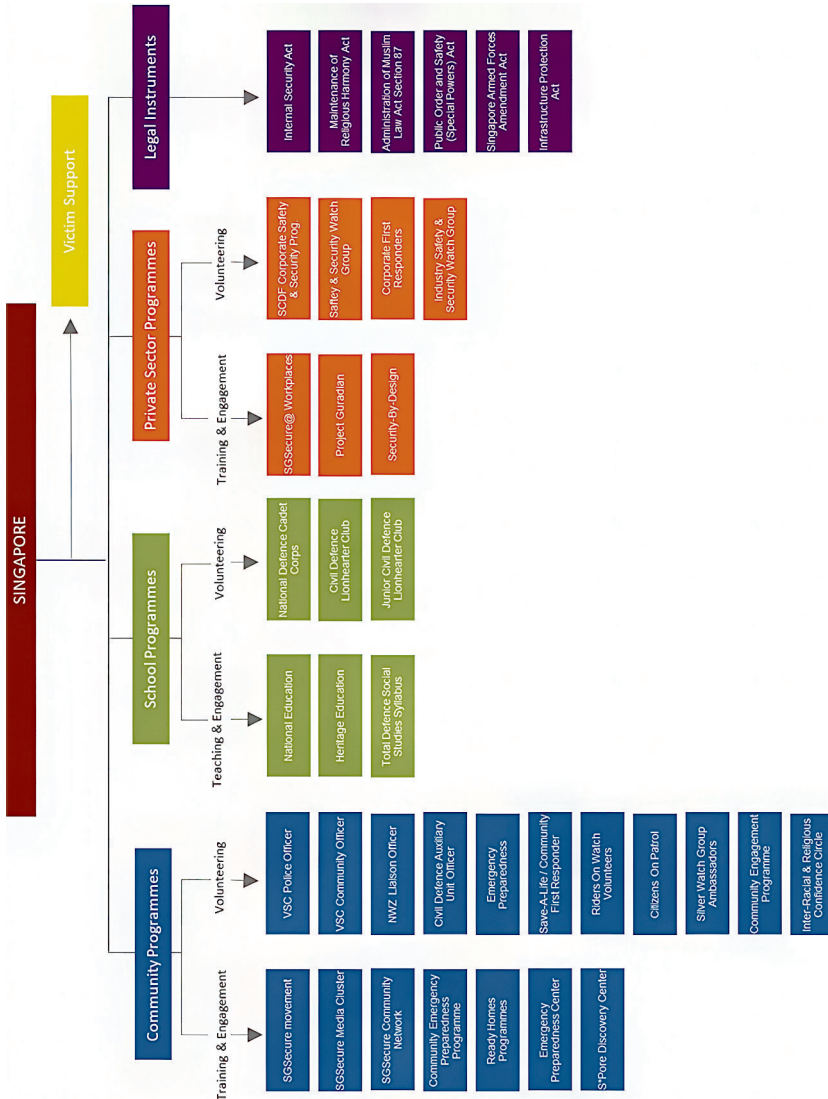 SINGAPORE
Victim Support
Community Programmes
School Programmes
Private Sector Programmes
Legal Instruments
Training & Engagement
Volunteering
Teaching & Engagement
Volunteering
Training & Engagement
Volunteering
SGSecure movement
SGSecure Media Cluster
SGSecure Community
Network
Community Emergency
Preparedness
Programme
Ready Homes
Programmes
Emergency
Preparedness Center
S'Pore Discovery Center
VSC Police Officer
VSC Community Officer
NWZ Lliaison Officer
Civil Defence Auxiliary
Unit Officer
Emergency
Preparedness
Save-A-Life / Community
First Responder
Riders On Watch
Volunteers
Citizens On Patrol
Silver Watch Group
Ambassadors
Community Engagement
Programme
Inter-Racial & Religious
Confidence Circle
National Education
Heritage Education
Total Defence Social
Studies Syllabus
National Defence Cadet
Corps
Civil Defence
Lionhearter Club
Junior Civil Defence
Llionhearter Club
SGSecure@ Workplaces
Project Guradian
Security-By-Design
SCDF Corporate Safety
& Security Prog
Saftey & Security Watch
Group
Corporate First
Responders
Industry Safety &
Security Watch Group
Internal Security Act
Maintenance of
Religious Harmony Act
Administration of Muslim
Law Act Section 87
Public Order and Safety
(Special Powers) Act
Singapore Armed Forces
Amendment Act
Infrastructure Protection
Act